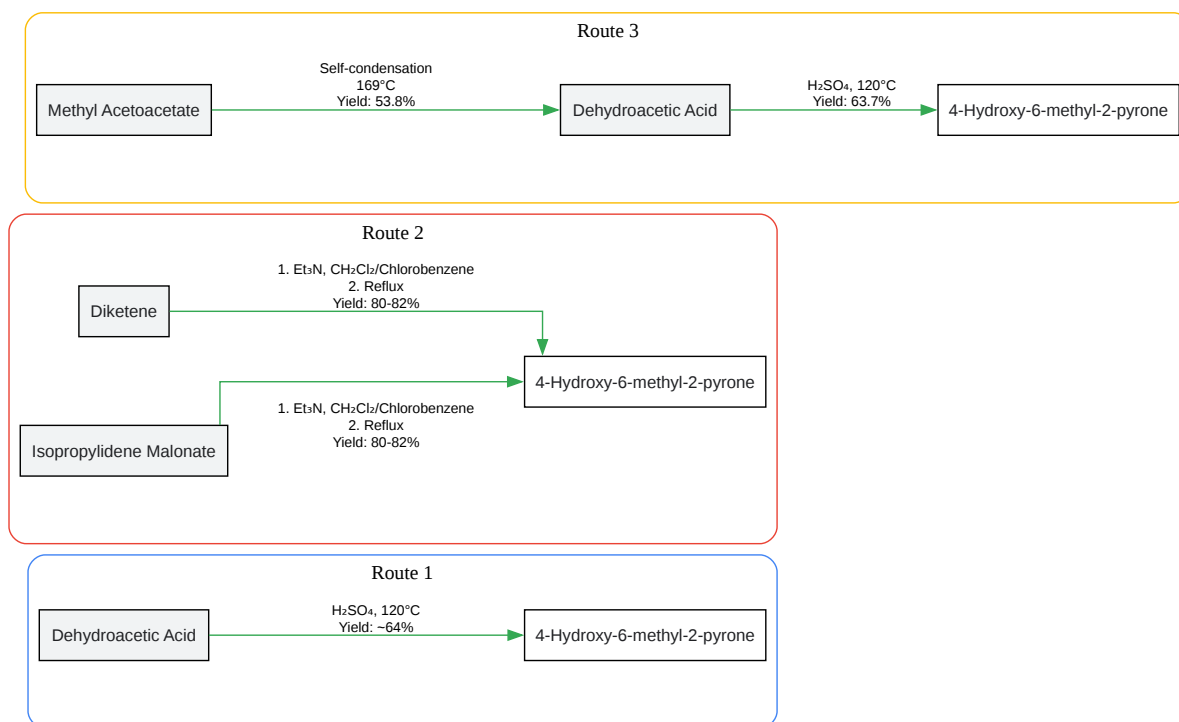 Route 3
Self-condensation
169°C
Yield: 53.8%
H₂SO₄, 120°C
Yield: 63.7%
Methyl Acetoacetate
Dehydroacetic Acid
4-Hydroxy-6-methyl-2-pyrone
Route 2
1. Et₃N, CH₂Cl₂/Chlorobenzene
2. Reflux
Yield: 80-82%
Diketene
4-Hydroxy-6-methyl-2-pyrone
1. Et₃N, CH₂Cl₂/Chlorobenzene
2. Reflux
Yield: 80-82%
Isopropylidene Malonate
Route 1
H₂SO₄, 120°C
Yield: ~64%
Dehydroacetic Acid
4-Hydroxy-6-methyl-2-pyrone